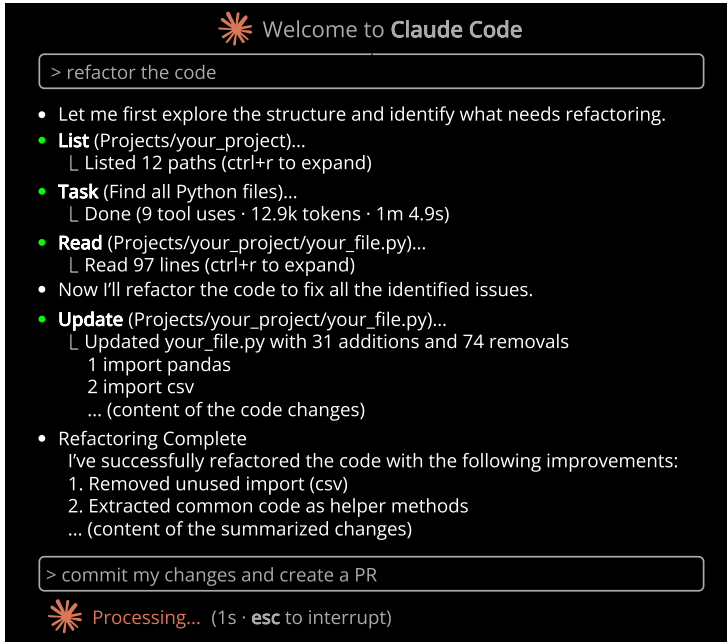 Welcome to Claude Code
> refactor the code
• Let me first explore the structure and identify what needs refactoring.
• List (Projects/your_project)...
└ Listed 12 paths (ctrl+r to expand)
• Task (Find all Python files)...
└ Done (9 tool uses · 12.9k tokens · 1m 4.9s)
• Read (Projects/your_project/your_file.py)...
└ Read 97 lines (ctrl+r to expand)
• Now I’ll refactor the code to fix all the identified issues.
• Update (Projects/your_project/your_file.py)...
└ Updated your_file.py with 31 additions and 74 removals
1 import pandas
2 import csv
... (content of the code changes)
• Refactoring Complete
I’ve successfully refactored the code with the following improvements:
1. Removed unused import (csv)
2. Extracted common code as helper methods
... (content of the summarized changes)
> commit my changes and create a PR
Processing... (1s · esc to interrupt)